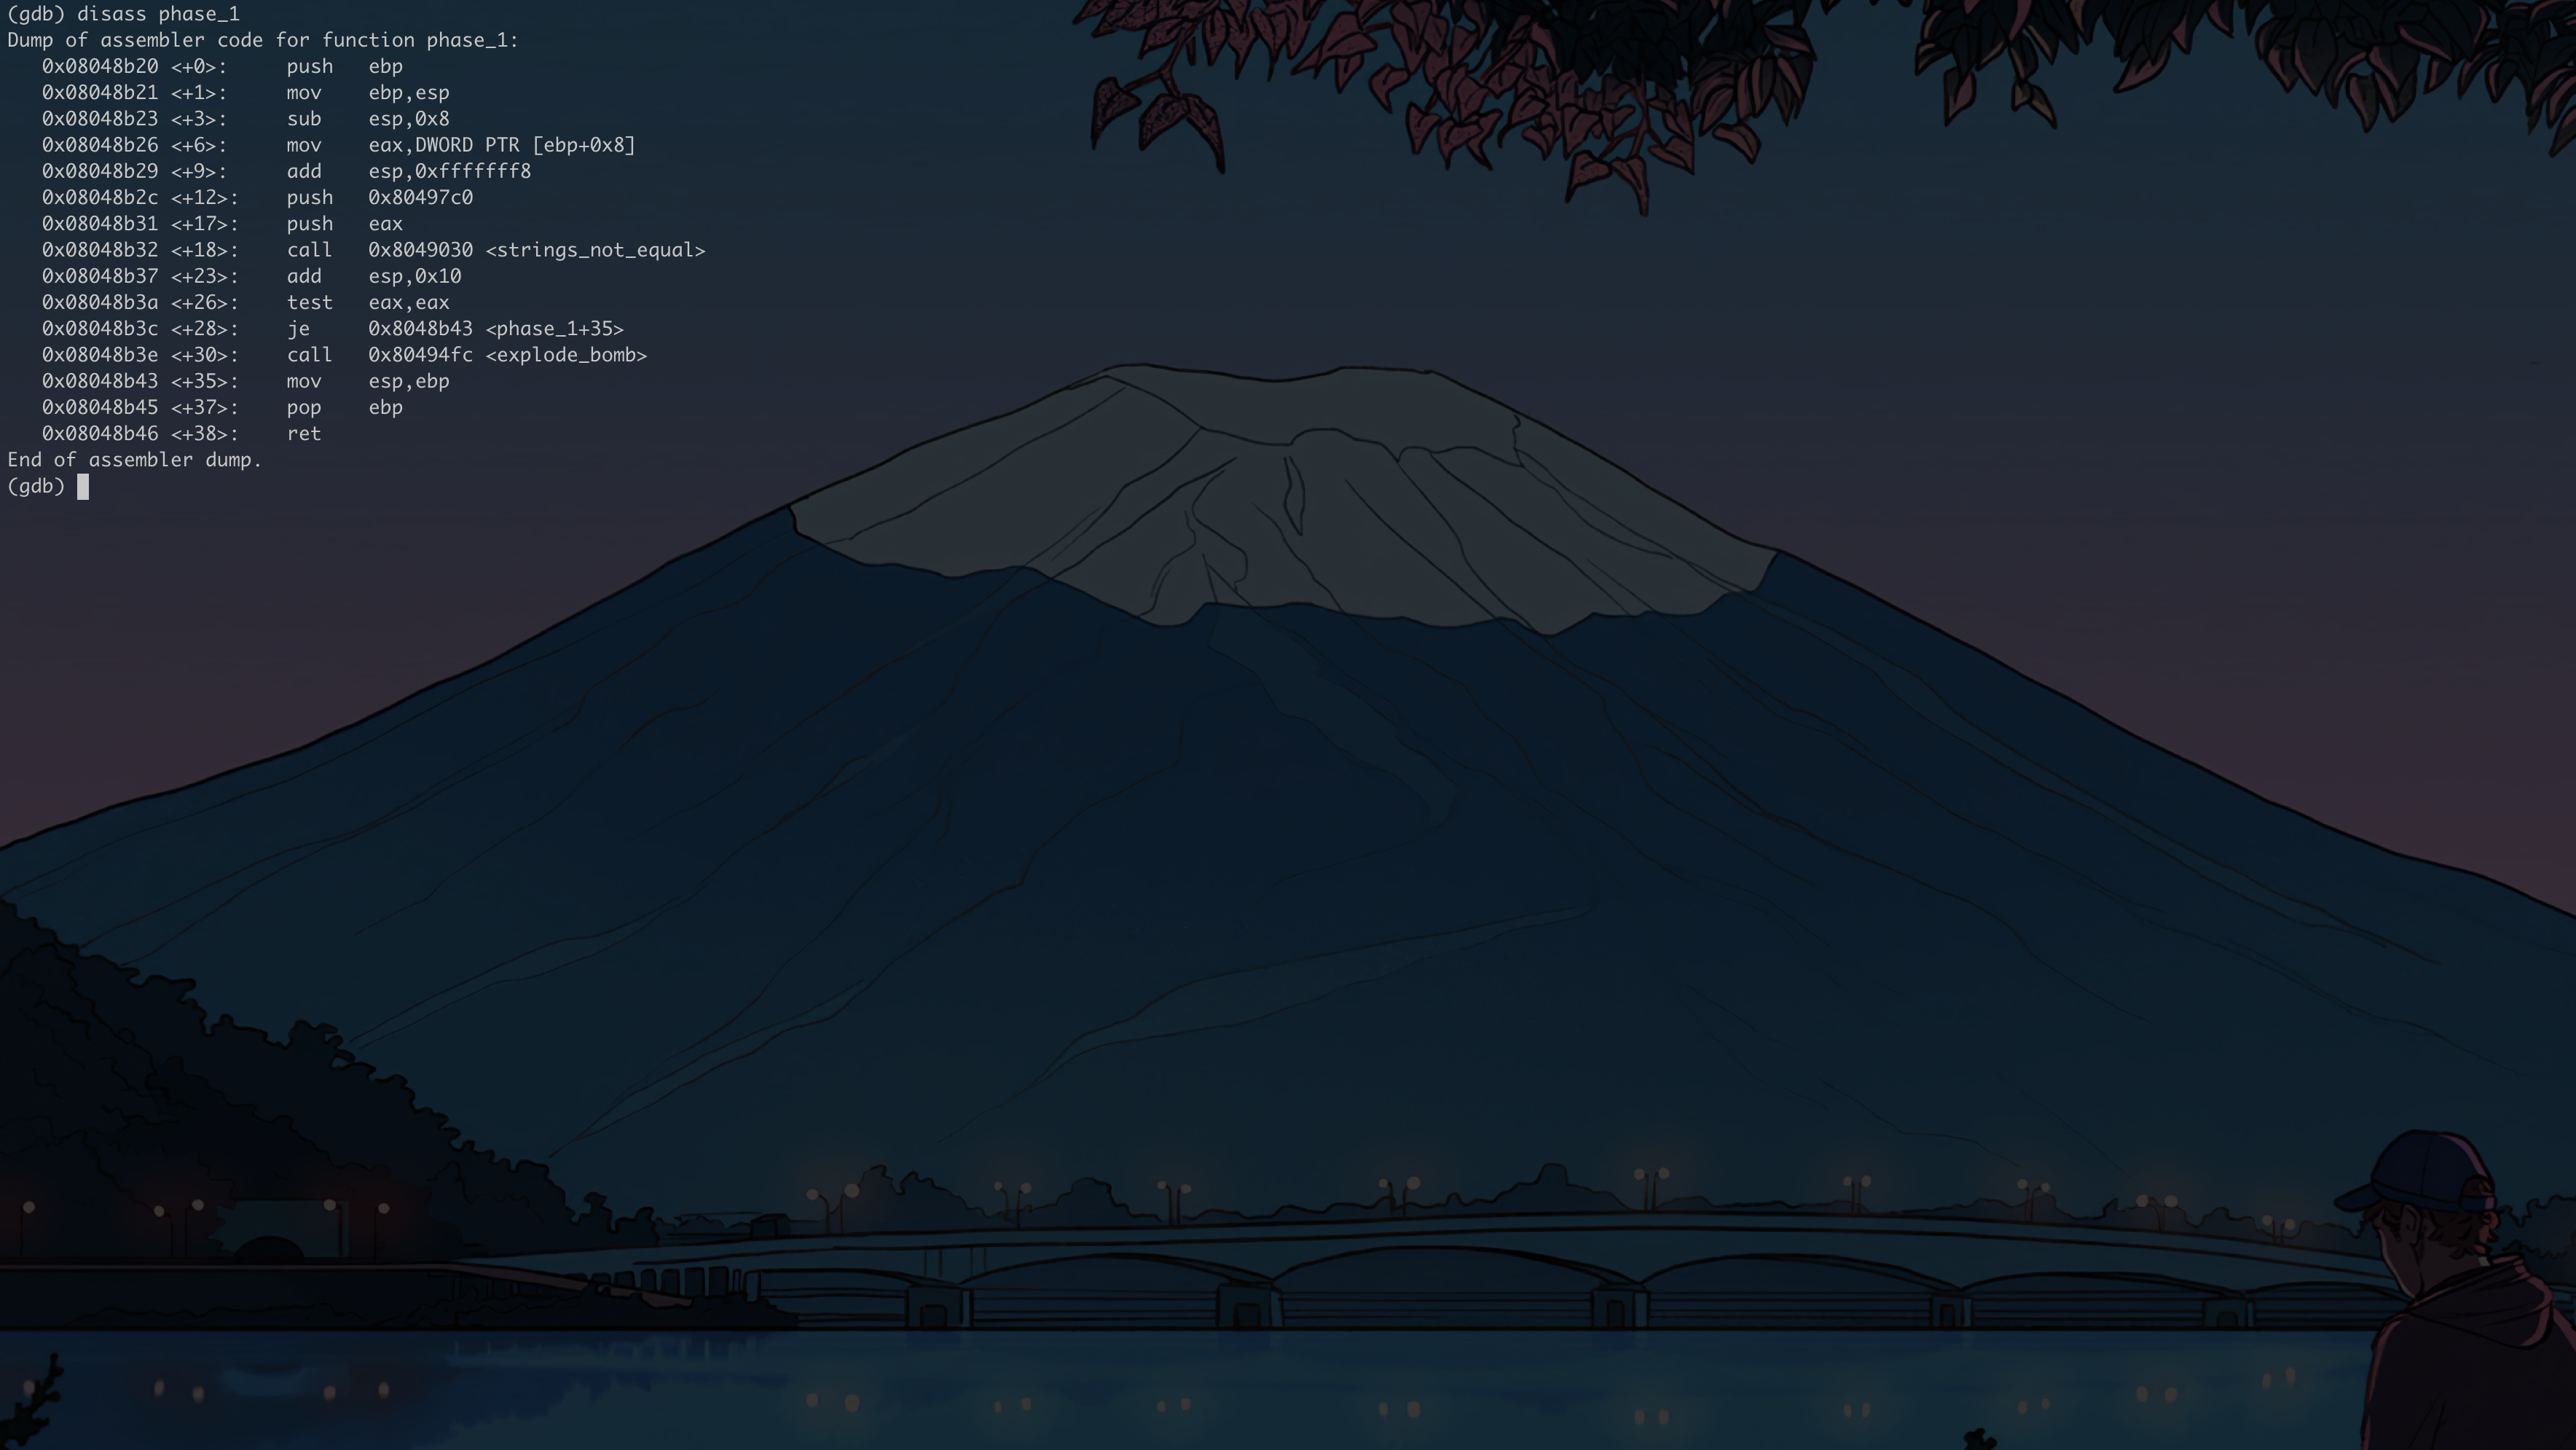 (gdb) disass phase_1
Dump of assembler code for function phase_1:
   0x08048b20 <+0>:     push   ebp
   0x08048b21 <+1>:     mov    ebp,esp
   0x08048b23 <+3>:     sub    esp,0x8
   0x08048b26 <+6>:     mov    eax,DWORD PTR [ebp+0x8]
   0x08048b29 <+9>:     add    esp,0xfffffff8
   0x08048b2c <+12>:    push   0x80497c0
   0x08048b31 <+17>:    push   eax
   0x08048b32 <+18>:    call   0x8049030 <strings_not_equal>
   0x08048b37 <+23>:    add    esp,0x10
   0x08048b3a <+26>:    test   eax,eax
   0x08048b3c <+28>:    je     0x8048b43 <phase_1+35>
   0x08048b3e <+30>:    call   0x80494fc <explode_bomb>
   0x08048b43 <+35>:    mov    esp,ebp
   0x08048b45 <+37>:    pop    ebp
   0x08048b46 <+38>:    ret
End of assembler dump.
(gdb)